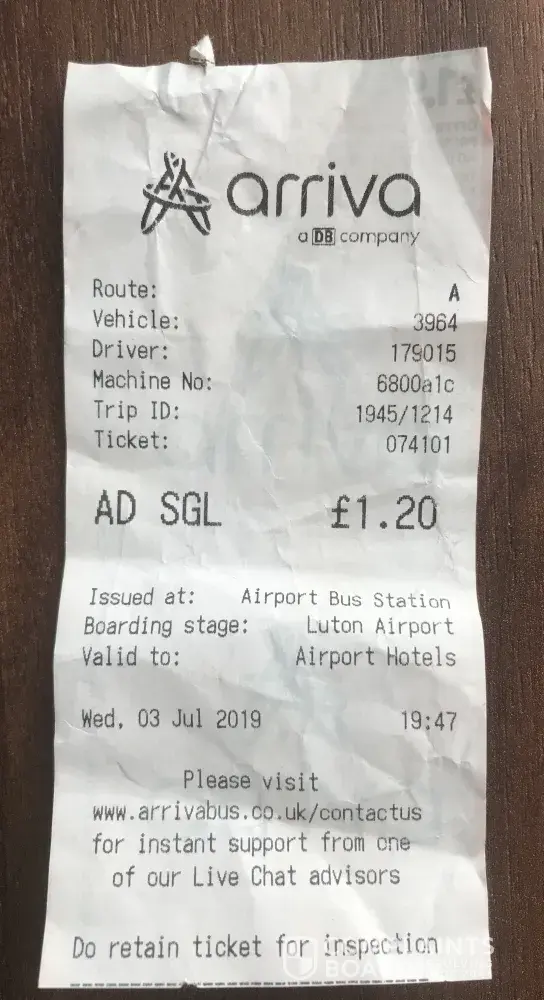 arriva
a DB company
Route: A
Vehicle: 3964
Driver: 179015
Machine No: 6800a1c
Trip ID: 1945/1214
Ticket: 074101
AD SGL £1.20
Issued at: Airport Bus Station
Boarding stage: Luton Airport
Valid to: Airport Hotels
Wed, 03 Jul 2019 19:47
Please visit
www.arrivabus.co.uk/contactus
for instant support from one
of our Live Chat advisors
Do retain ticket for inspection